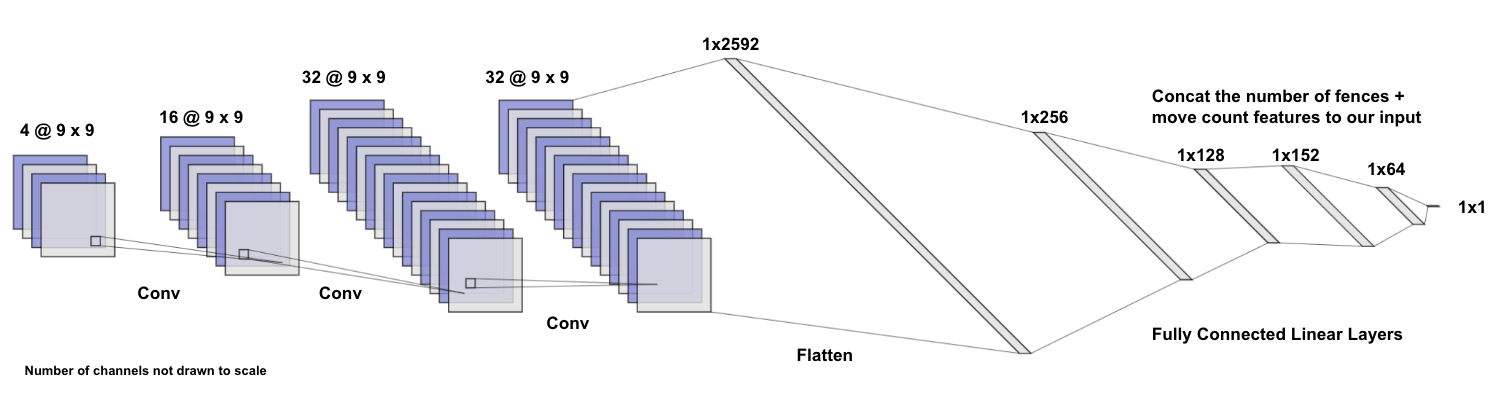 4 @ 9 x 9
16 @ 9 x 9
32 @ 9 x 9
32 @ 9 x 9
1x2592
1x256
Concat the number of fences +
move count features to our input
1x128
1x152
1x64
1x1
Conv
Conv
Conv
Flatten
Fully Connected Linear Layers
Number of channels not drawn to scale